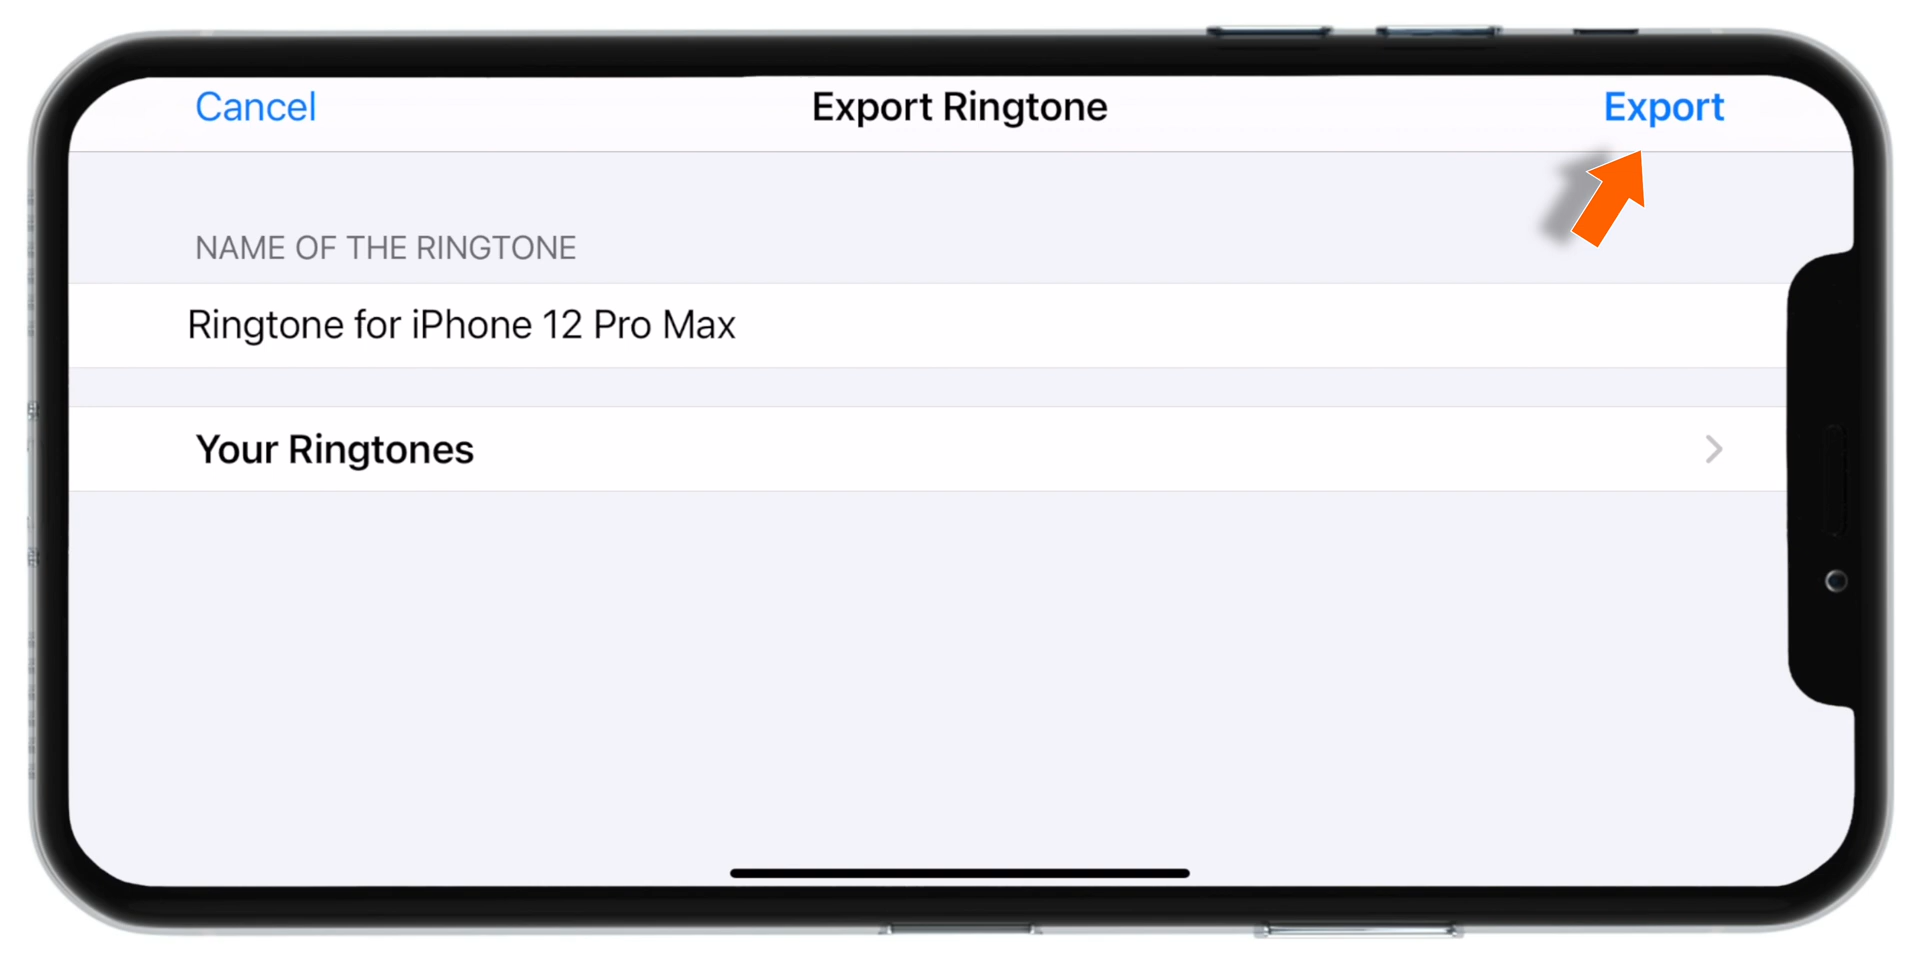 Cancel
Export Ringtone
Export
NAME OF THE RINGTONE
Ringtone for iPhone 12 Pro Max
Your Ringtones